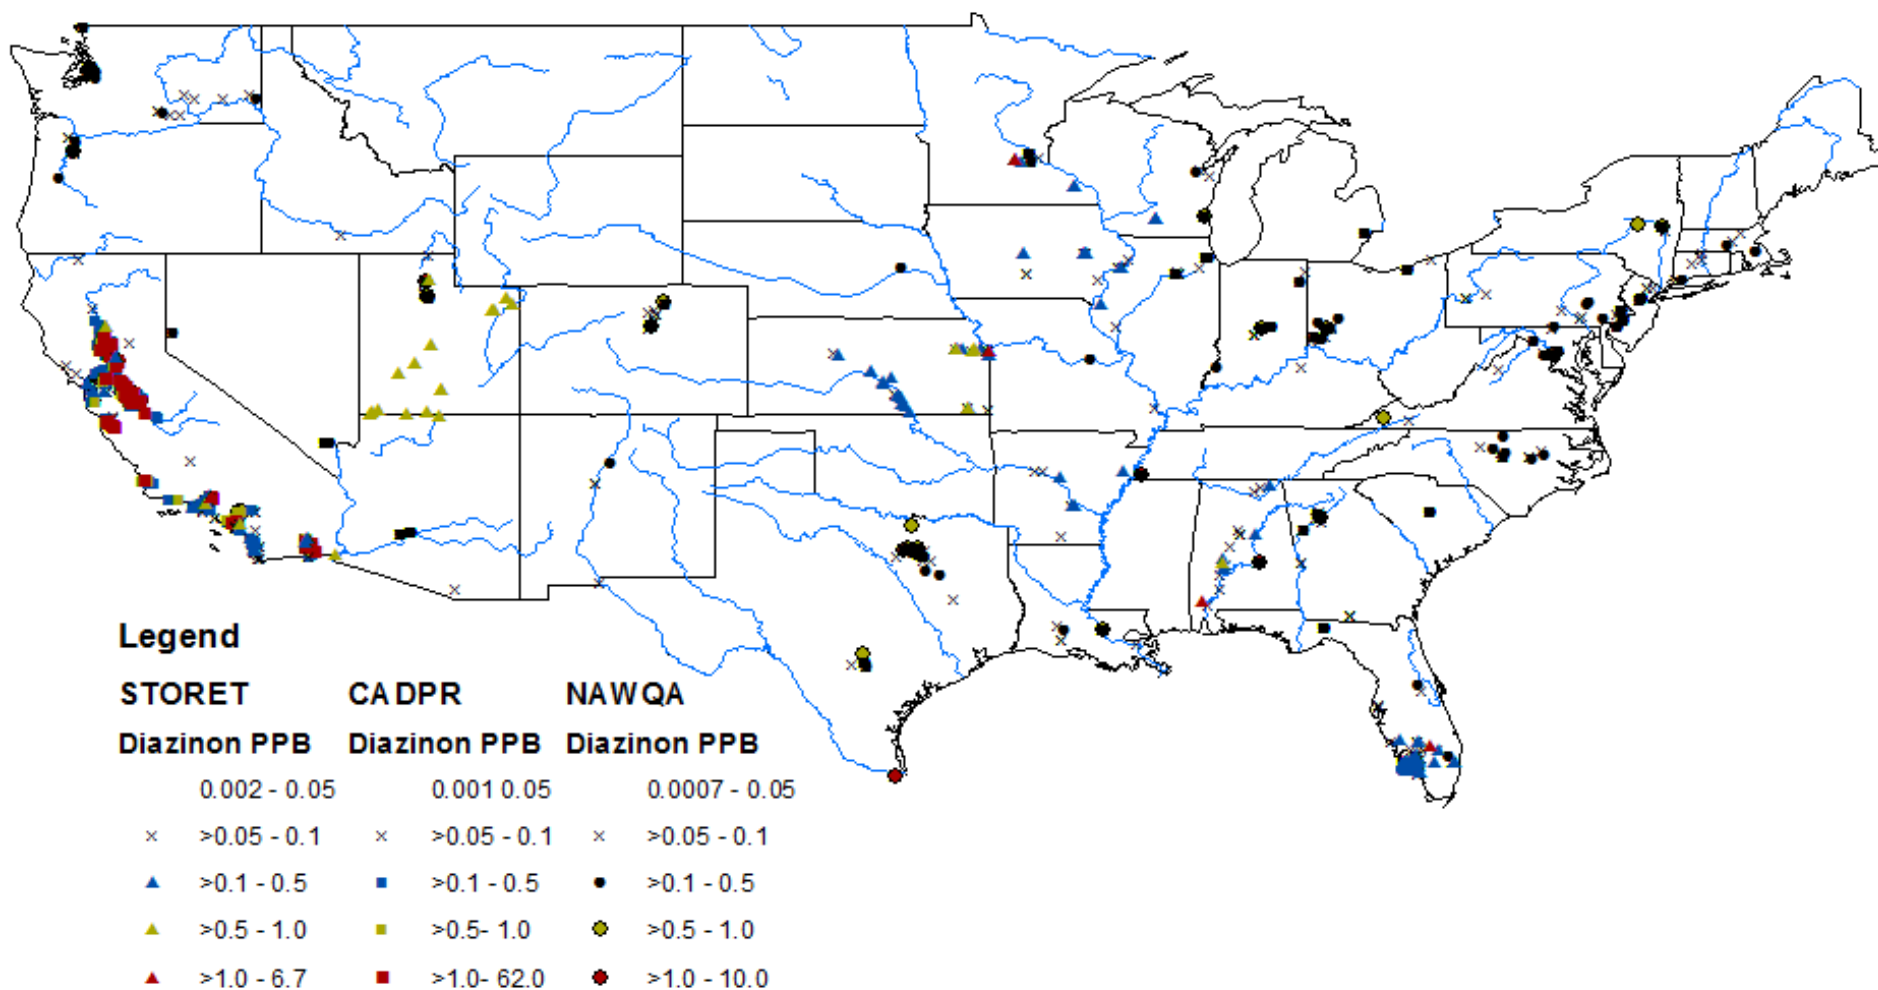 Legend
STORET CADPR NAWQA
Diazinon PPB Diazinon PPB Diazinon PPB
0.002 - 0.05 0.001 0.05 0.0007 - 0.05
>0.05 - 0.1 >0.05 - 0.1 >0.05 - 0.1
>0.1 - 0.5 >0.1 - 0.5 >0.1 - 0.5
>0.5 - 1.0 >0.5- 1.0 >0.5 - 1.0
>1.0 - 6.7 >1.0- 62.0 >1.0 - 10.0